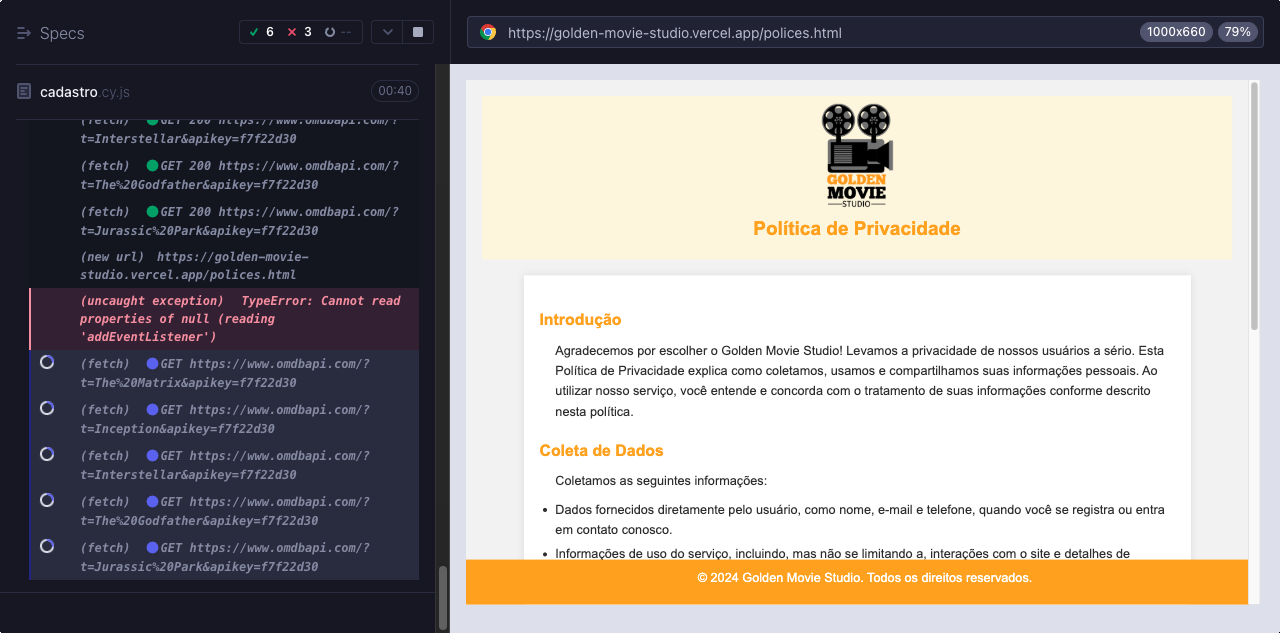 Specs
6
3
--
cadastro.cy.js
00:40
(fetch) GET 200 https://www.omdbapi.com/?
t=Interstellar&apikey=f7f22d30
(fetch) GET 200 https://www.omdbapi.com/?
t=The%20Godfather&apikey=f7f22d30
(fetch) GET 200 https://www.omdbapi.com/?
t=Jurassic%20Park&apikey=f7f22d30
(new url) https://golden-movie-
studio.vercel.app/polices.html
(uncaught exception) TypeError: Cannot read
properties of null (reading
'addEventListener')
(fetch) GET https://www.omdbapi.com/?
t=The%20Matrix&apikey=f7f22d30
(fetch) GET https://www.omdbapi.com/?
t=Inception&apikey=f7f22d30
(fetch) GET https://www.omdbapi.com/?
t=Interstellar&apikey=f7f22d30
(fetch) GET https://www.omdbapi.com/?
t=The%20Godfather&apikey=f7f22d30
(fetch) GET https://www.omdbapi.com/?
t=Jurassic%20Park&apikey=f7f22d30
https://golden-movie-studio.vercel.app/polices.html
1000x660
79%
GOLDEN
MOVIE
STUDIO
Política de Privacidade
Introdução
Agradecemos por escolher o Golden Movie Studio! Levamos a privacidade de nossos usuários a sério. Esta
Política de Privacidade explica como coletamos, usamos e compartilhamos suas informações pessoais. Ao
utilizar nosso serviço, você entende e concorda com o tratamento de suas informações conforme descrito
nesta política.
Coleta de Dados
Coletamos as seguintes informações:
• Dados fornecidos diretamente pelo usuário, como nome, e-mail e telefone, quando você se registra ou entra
em contato conosco.
• Informações de uso do serviço, incluindo, mas não se limitando a, interações com o site e detalhes de
© 2024 Golden Movie Studio. Todos os direitos reservados.